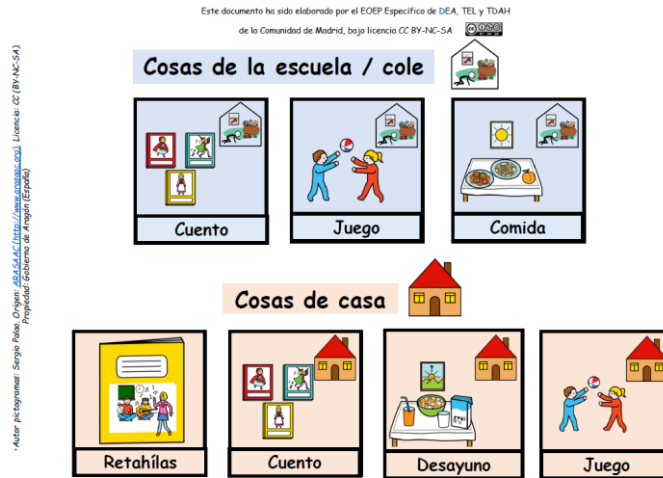 Este documento ha sido elaborado por el EOEP Específico de DEA, TEL y TDAH
de la Comunidad de Madrid, bajo licencia CC BY-NC-SA
Cosas de la escuela / cole
Cuento
Juego
Comida
Cosas de casa
Retahílas
Cuento
Desayuno
Juego
·Autor pictogramas: Sergio Palao. Origen: ARASAAC (http://www.arasaac.org). Licencia: CC (BY-NC-SA).
Propiedad: Gobierno de Aragón (España)